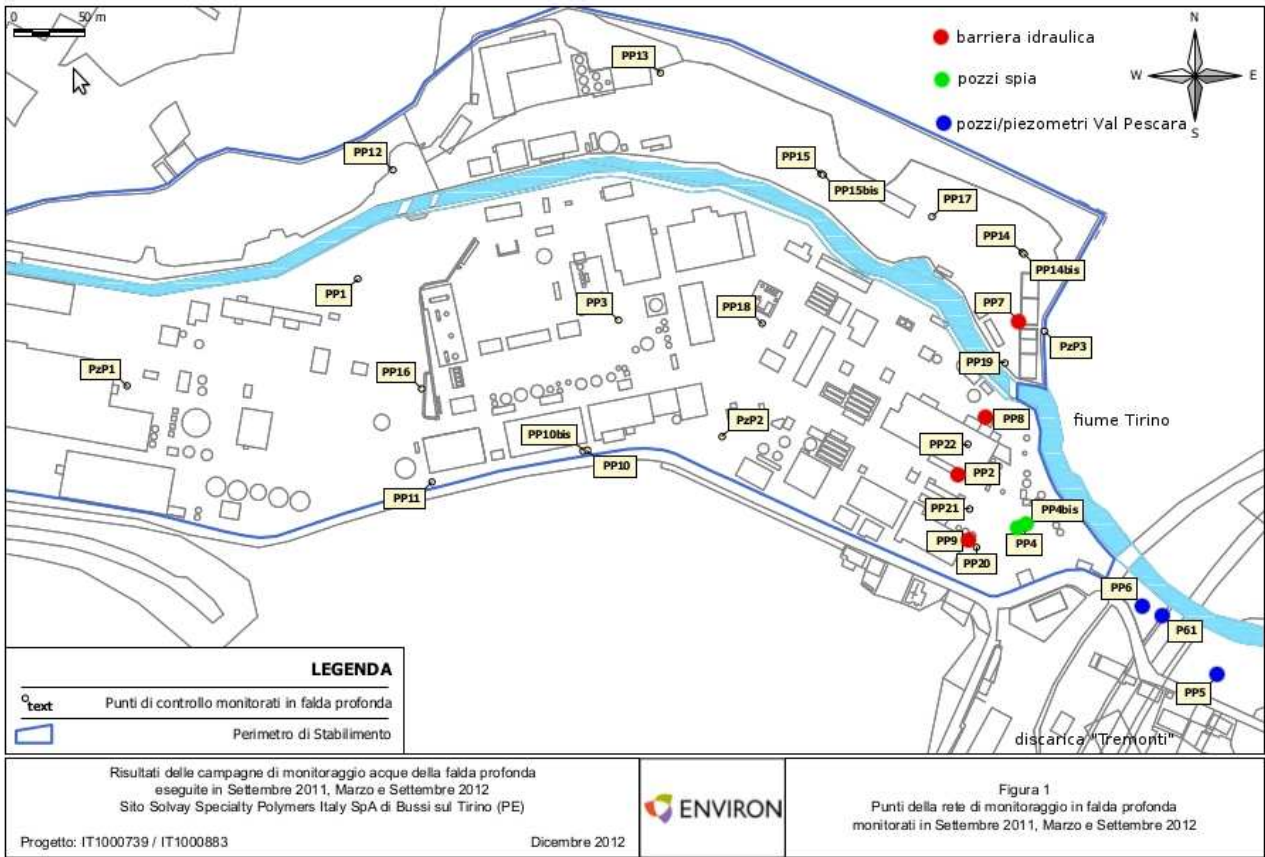 0 50 m
barriera idraulica
pozzi spia
pozzi/piezometri Val Pescara
N
W E
S
PP13
PP12
PP15
PP15bis
PP17
PP14
PP14bis
PP1
PP3
PP18
PP7
PzP3
PP19
PzP1
PP16
fiume Tirino
PP8
PzP2
PP10bis
PP22
PP10
PP2
PP11
PP21
PP4bis
PP9
PP4
PP20
PP6
P61
PP5
discarica "Tremonti"
LEGENDA
text Punti di controllo monitorati in falda profonda
Perimetro di Stabilimento
Risultati delle campagne di monitoraggio acque della falda profonda
eseguite in Settembre 2011, Marzo e Settembre 2012
Sito Solvay Specialty Polymers Italy SpA di Bussi sul Tirino (PE)
Progetto: IT1000739 / IT1000883 Dicembre 2012
ENVIRON
Figura 1
Punti della rete di monitoraggio in falda profonda
monitorati in Settembre 2011, Marzo e Settembre 2012